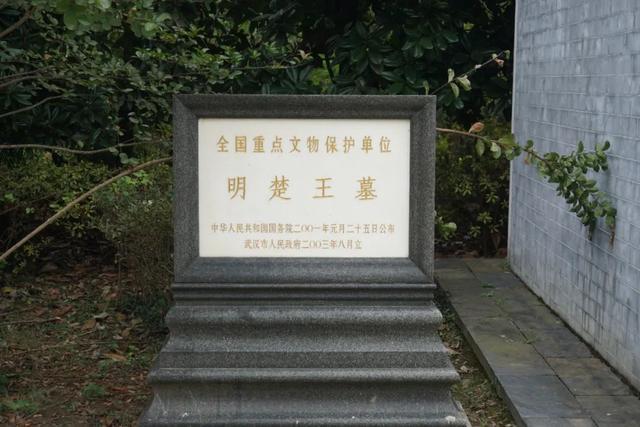 全国重点文物保护单位
明楚王墓
中华人民共和国国务院二〇〇一年元月二十五日公布
武汉市人民政府二〇〇三年八月立